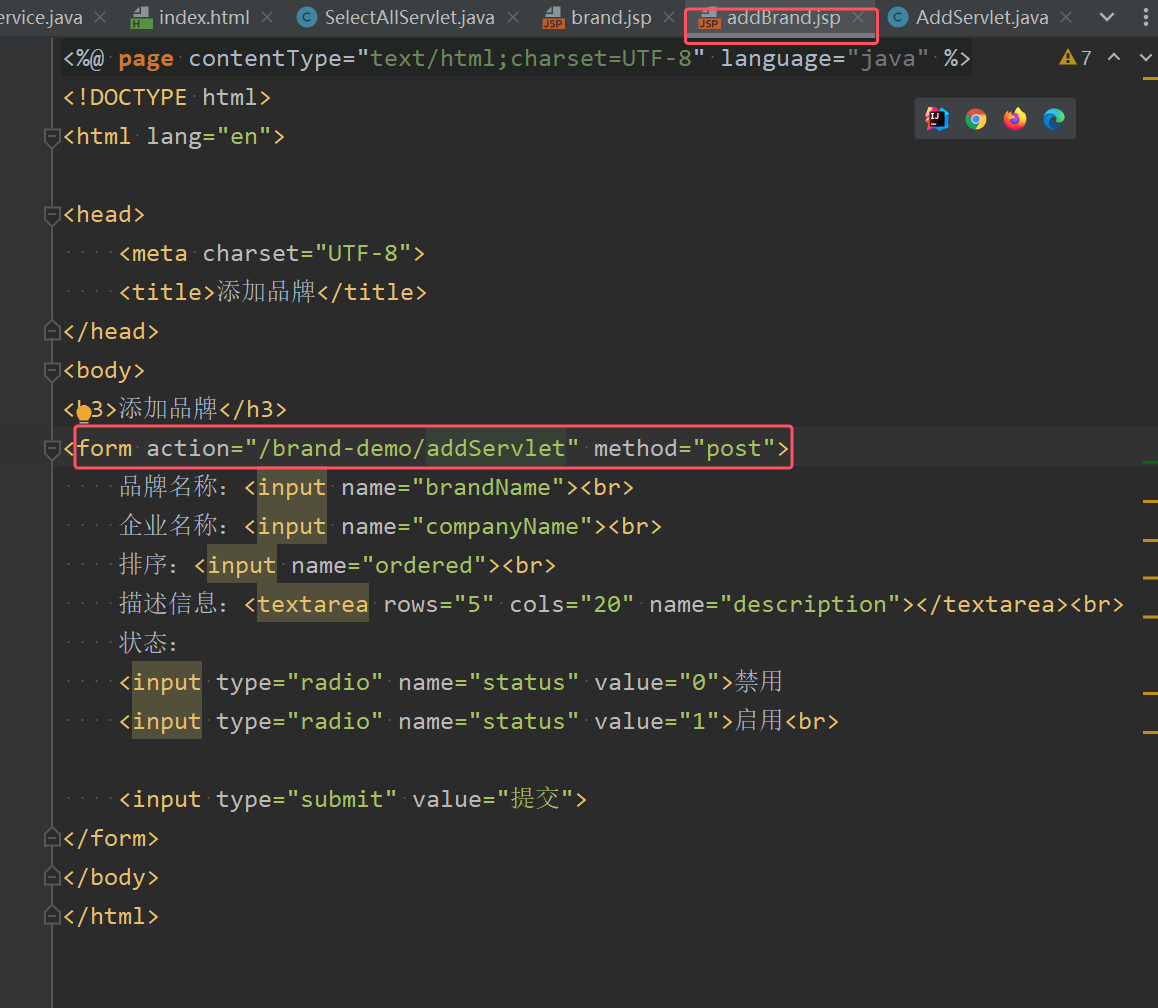 ervice.java index.html SelectAllServlet.java brand.jsp addBrand.jsp AddServlet.java
<%@ page contentType="text/html;charset=UTF-8" language="java" %> 7
<!DOCTYPE html>
<html lang="en">
<head>
<meta charset="UTF-8">
<title>添加品牌</title>
</head>
<body>
<h3>添加品牌</h3>
<form action="/brand-demo/addServlet" method="post">
品牌名称：<input name="brandName"><br>
企业名称：<input name="companyName"><br>
排序：<input name="ordered"><br>
描述信息：<textarea rows="5" cols="20" name="description"></textarea><br>
状态：
<input type="radio" name="status" value="0">禁用
<input type="radio" name="status" value="1">启用<br>
<input type="submit" value="提交">
</form>
</body>
</html>